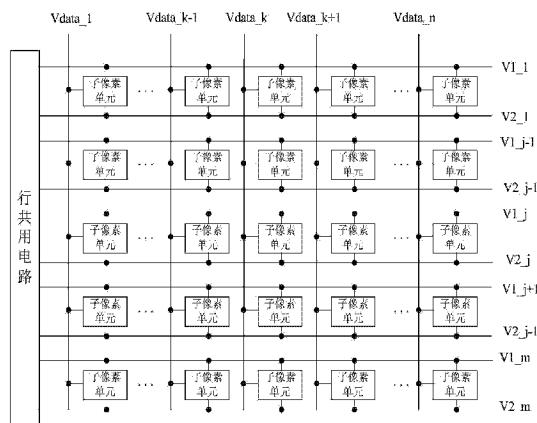 Vdata_1 Vdata_k-1 Vdata_k Vdata_k+1 Vdata_n
V1_1
子像素 ... 子像素 子像素 子像素 ... 子像素
单元 单元 单元 单元 单元
V2_1
V1_j-1
子像素 ... 子像素 子像素 子像素 ... 子像素
单元 单元 单元 单元 单元
V2_j-1
行共用电路
V1_j
子像素 ... 子像素 子像素 子像素 ... 子像素
单元 单元 单元 单元 单元
V2_j
V1_j+1
子像素 ... 子像素 子像素 子像素 ... 子像素
单元 单元 单元 单元 单元
V2_j-1
V1_m
子像素 ... 子像素 子像素 子像素 ... 子像素
单元 单元 单元 单元 单元
V2_m